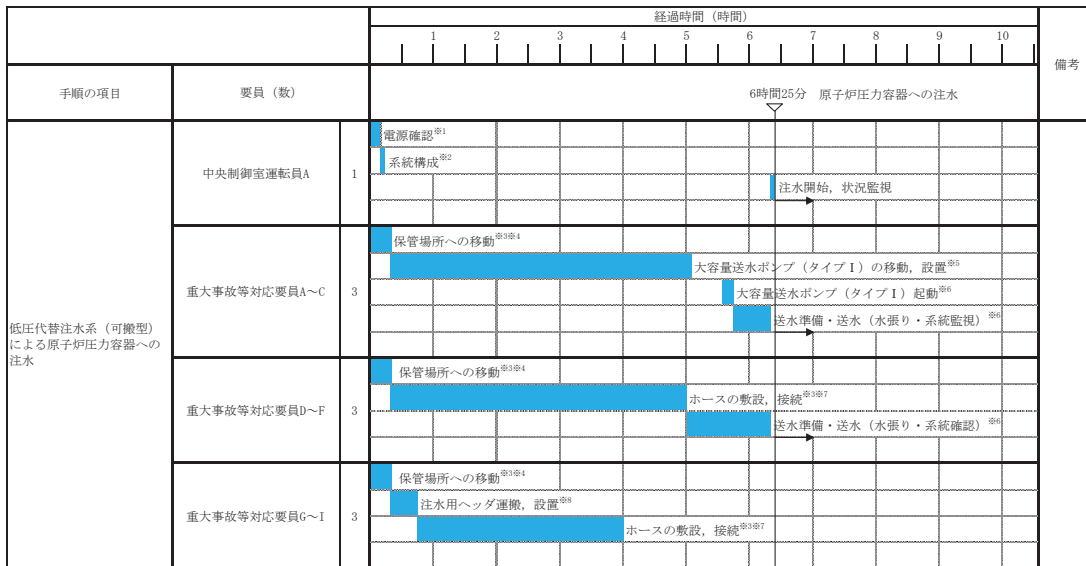 経過時間（時間）
備考
1 2 3 4 5 6 7 8 9 10
手順の項目
要員（数）
6時間25分 原子炉圧力容器への注水
低圧代替注水系（可搬型）
による原子炉圧力容器への
注水
中央制御室運転員A
1
電源確認※1
系統構成※2
注水開始，状況監視
重大事故等対応要員A～C
3
保管場所への移動※3※4
大容量送水ポンプ（タイプⅠ）の移動，設置※5
大容量送水ポンプ（タイプⅠ）起動※6
送水準備・送水（水張り・系統監視）※6
重大事故等対応要員D～F
3
保管場所への移動※3※4
ホースの敷設，接続※3※7
送水準備・送水（水張り・系統確認）※6
重大事故等対応要員G～I
3
保管場所への移動※3※4
注水用ヘッダ運搬，設置※8
ホースの敷設，接続※3※7